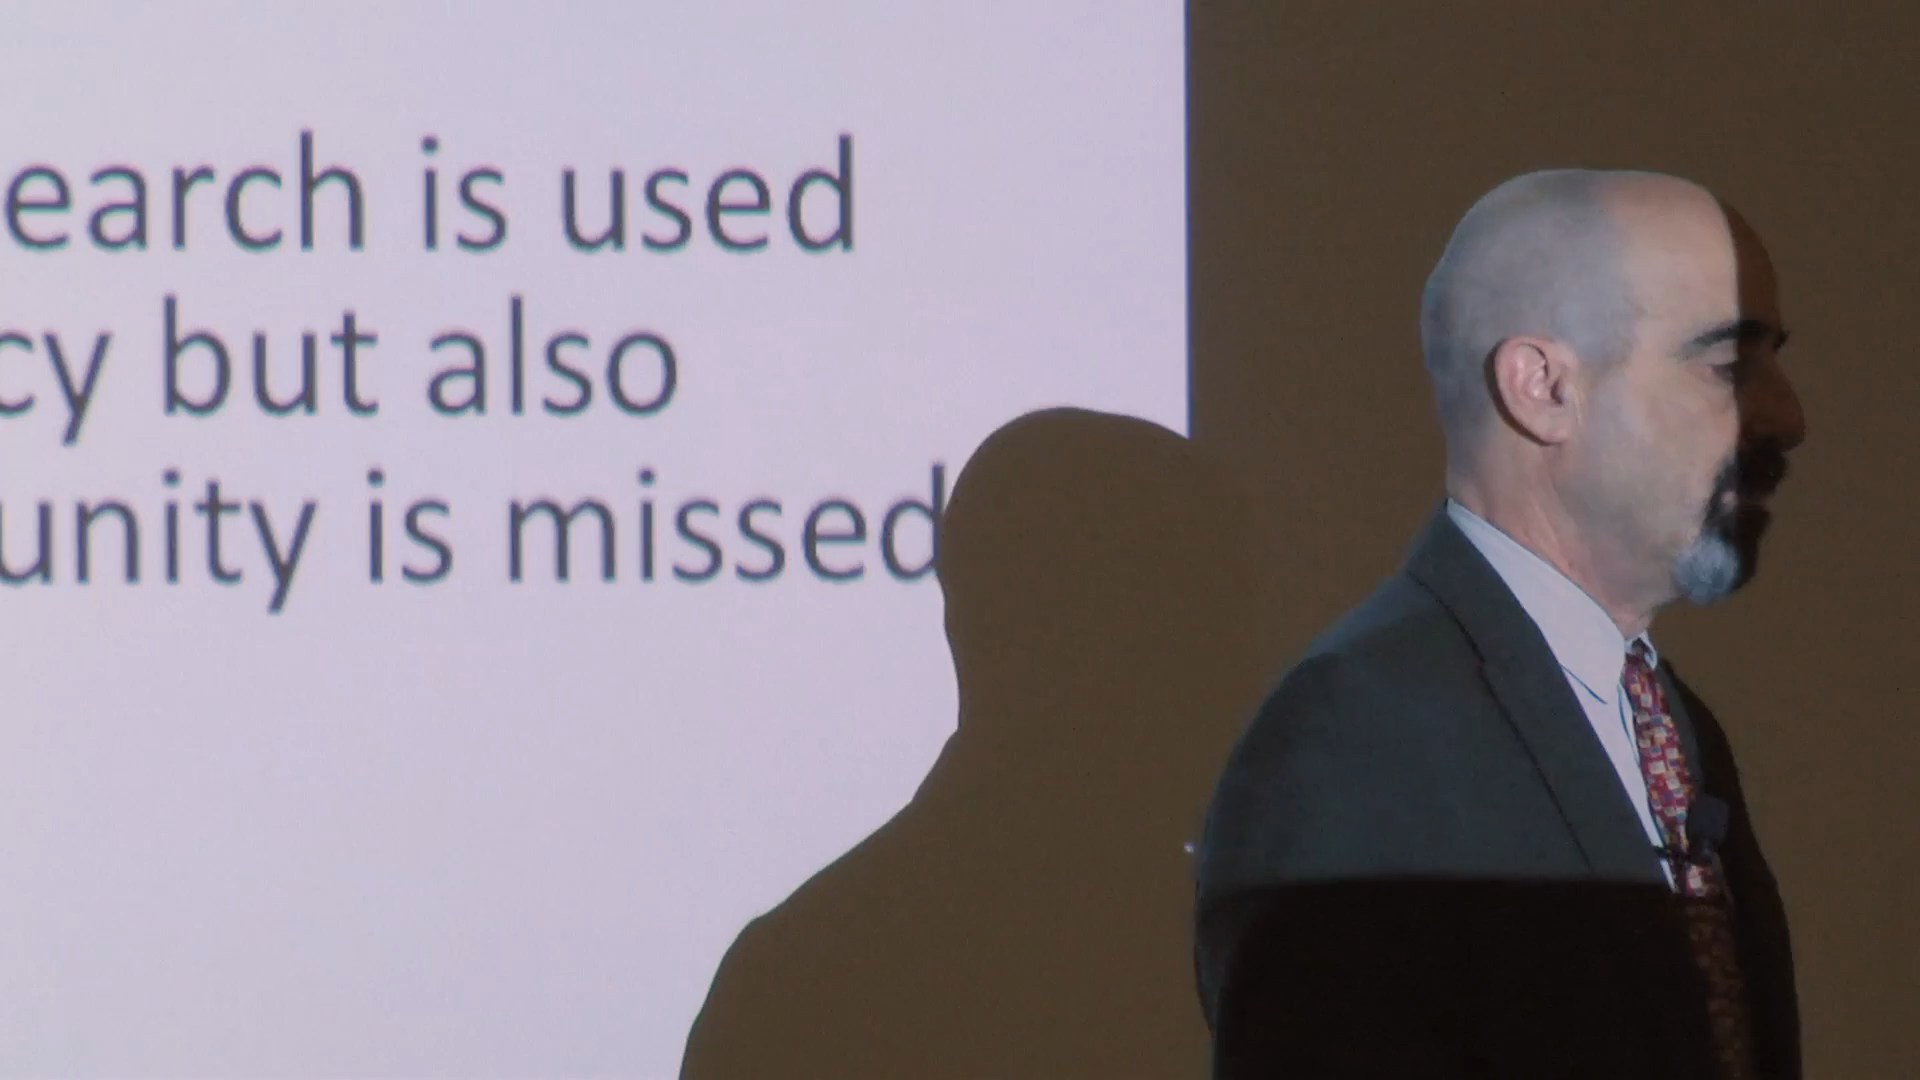 earch is used
cy but also
unity is missed